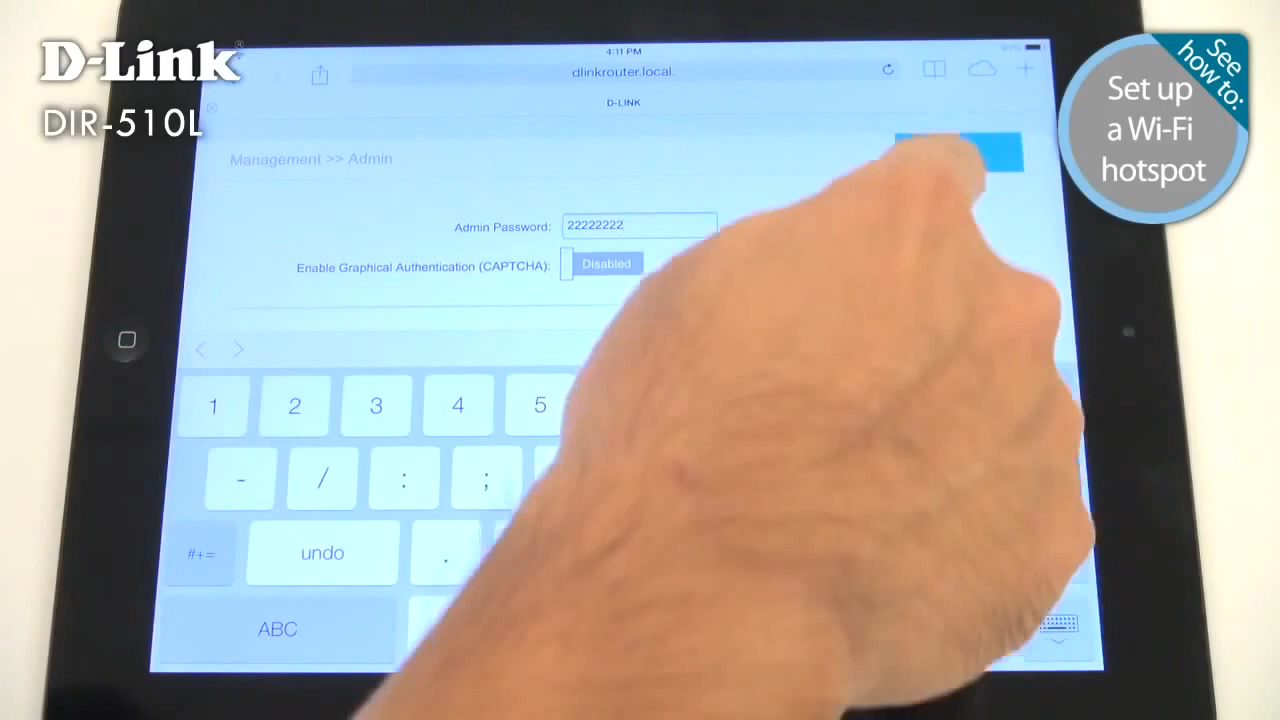 D-Link
DIR-510L
See
how to:
Set up
a Wi-Fi
hotspot
4:11 PM
91%
dlinkrouter.local.
D-LINK
Management >> Admin
Admin Password: 22222222
Enable Graphical Authentication (CAPTCHA): Disabled
1 2 3 4 5
- / : ;
#+= undo .
ABC